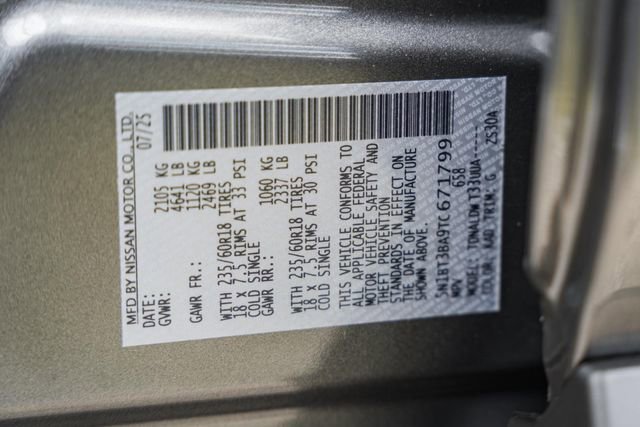 MFD BY NISSAN MOTOR CO., LTD.
DATE: 07/25
GVWR: 2105 KG
4641 LB
GAWR FR.: 1120 KG
2469 LB
WITH 235/60R18 TIRES
18 X 7.5 RIMS AT 33 PSI
COLD SINGLE
GAWR RR.: 1060 KG
2337 LB
WITH 235/60R18 TIRES
18 X 7.5 RIMS AT 30 PSI
COLD SINGLE
THIS VEHICLE CONFORMS TO
ALL APPLICABLE FEDERAL
MOTOR VEHICLE SAFETY AND
THEFT PREVENTION
STANDARDS IN EFFECT ON
THE DATE OF MANUFACTURE
SHOWN ABOVE.
5N1BT3BA9TC671799
MPV 658
MODEL: TONALDW T33UUA-----
COLOR: KAD TRIM: G 2S30A